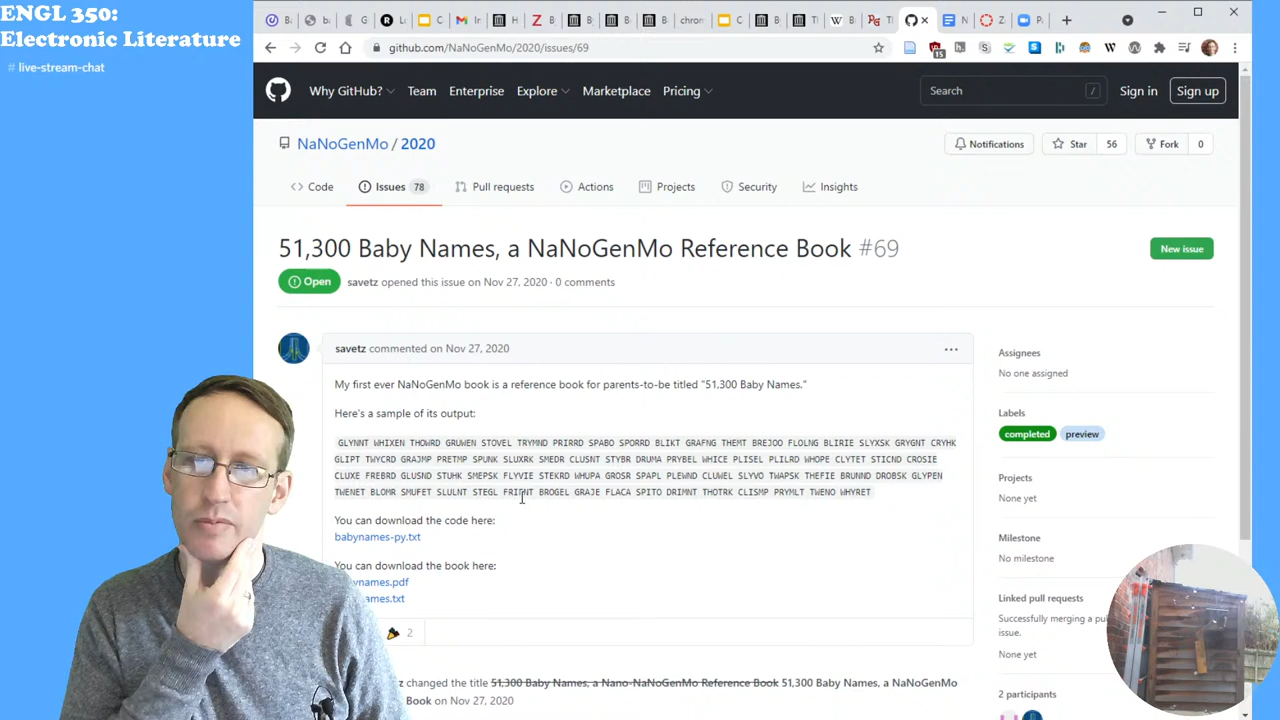 ENGL 350:
Electronic Literature
# live-stream-chat
github.com/NaNoGenMo/2020/issues/69
15
Why GitHub? Team Enterprise Explore Marketplace Pricing
Search /
Sign in Sign up
NaNoGenMo / 2020
Notifications Star 56 Fork 0
Code Issues 78 Pull requests Actions Projects Security Insights
51,300 Baby Names, a NaNoGenMo Reference Book #69
New issue
Open savetz opened this issue on Nov 27, 2020 · 0 comments
savetz commented on Nov 27, 2020
My first ever NaNoGenMo book is a reference book for parents-to-be titled "51,300 Baby Names."
Here's a sample of its output:
GLYNNT WHIXEN THOWRD GRUWEN STOVEL TRYMND PRIRRD SPABO SPORRD BLIKT GRAFNG THEMT BREJOO FLOLNG BLIRIE SLYXSK GRYGNT CRYHK
GLIPT TWYCRD GRAJMP PRETMP SPUNK SLUXRK SMEDR CLUSNT STYBR DRUMA PRYBEL WHICE PLISEL PLILRD WHOPE CLYTET STICND CROSIE
CLUXE FREBRD GLUSND STUHK SMEPSK FLYVIE STEKRD WHUPA GROSR SPAPL PLEWND CLUWEL SLYVO TWAPSK THEFIE BRUNND DROBSK GLYPEN
TWENET BLOMR SMUFET SLULNT STEGL BROGEL GRAJE FLACA SPITO DRIMNT THOTRK CLISMP PRYMLT TWENO WHYRET
You can download the code here:
babynames-py.txt
You can download the book here:
ynames.pdf
ames.txt
2
z changed the title 51,300 Baby Names, a Nano-NaNoGenMo Reference Book 51,300 Baby Names, a NaNoGenMo
Book on Nov 27, 2020
Assignees
No one assigned
Labels
completed preview
Projects
None yet
Milestone
No milestone
Linked pull requests
Successfully merging a pu
issue.
None yet
2 participants